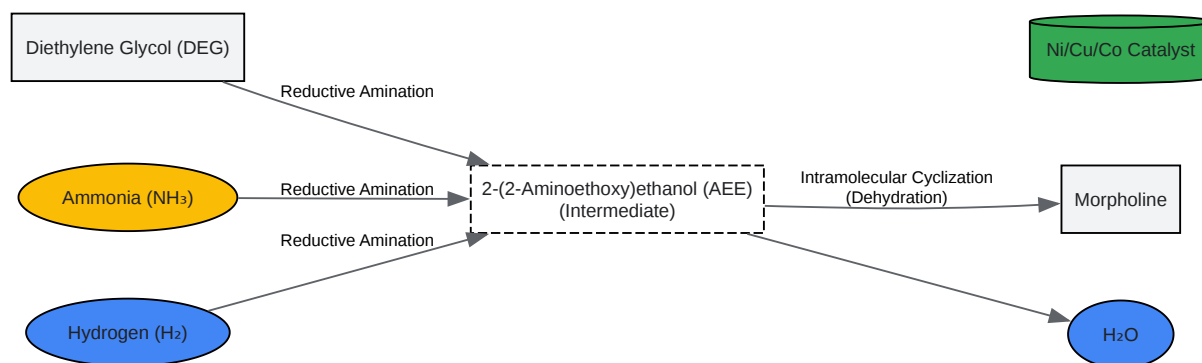 Diethylene Glycol (DEG)
Ni/Cu/Co Catalyst
Reductive Amination
Ammonia (NH₃)
Reductive Amination
2-(2-Aminoethoxy)ethanol (AEE)
(Intermediate)
Intramolecular Cyclization
(Dehydration)
Morpholine
Reductive Amination
Hydrogen (H₂)
H₂O